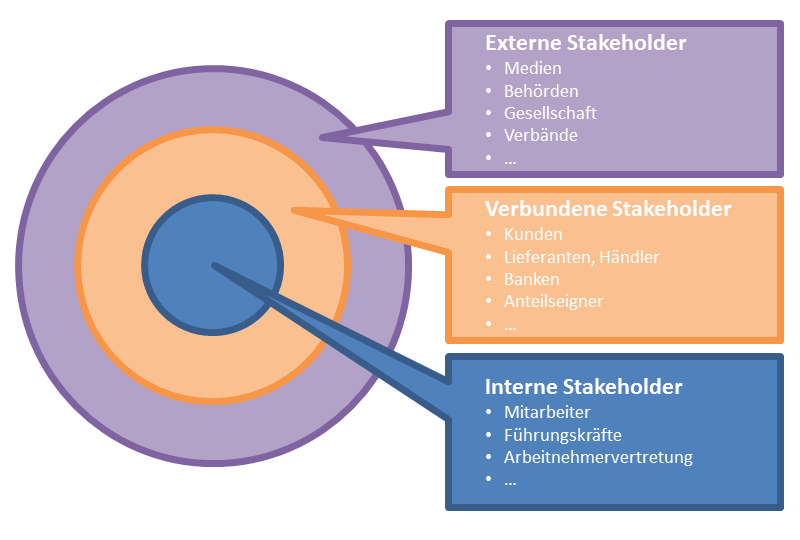 Externe Stakeholder
• Medien
• Behörden
• Gesellschaft
• Verbände
• ...
Verbundene Stakeholder
• Kunden
• Lieferanten, Händler
• Banken
• Anteilseigner
• ...
Interne Stakeholder
• Mitarbeiter
• Führungskräfte
• Arbeitnehmervertretung
• ...